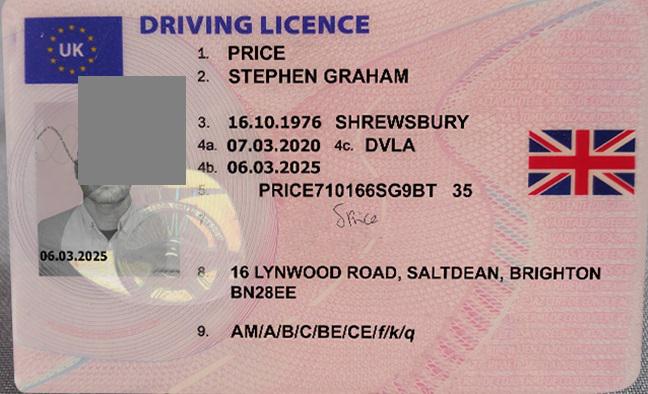 DRIVING LICENCE
UK
1. PRICE
2. STEPHEN GRAHAM
3. 16.10.1976 SHREWSBURY
4a. 07.03.2020 4c. DVLA
4b. 06.03.2025
5. PRICE710166SG9BT 35
SPrice
06.03.2025
8. 16 LYNWOOD ROAD, SALTDEAN, BRIGHTON
BN28EE
9. AM/A/B/C/BE/CE/f/k/q